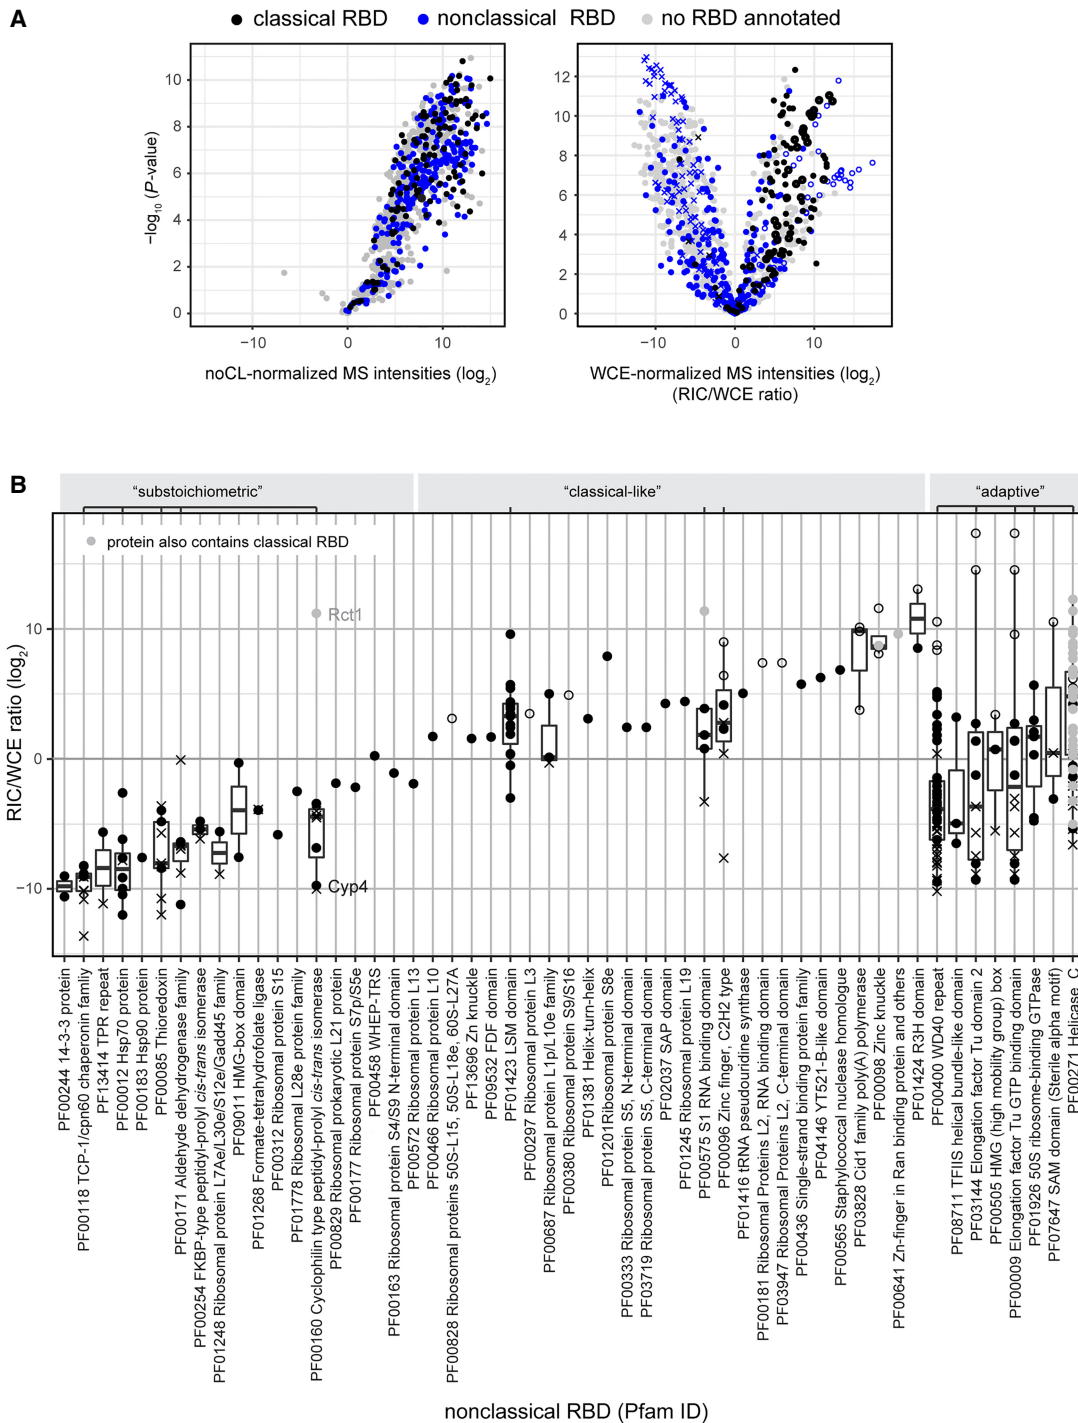 A
classical RBD
nonclassical RBD
no RBD annotated
−log10 (P-value)
10
8
6
4
2
0
−10
0
10
noCL-normalized MS intensities (log2)
12
10
8
6
4
2
0
−10
0
10
WCE-normalized MS intensities (log2)
(RIC/WCE ratio)
B
“substoichiometric”
“classical-like”
“adaptive”
protein also contains classical RBD
Rct1
Cyp4
RIC/WCE ratio (log2)
10
0
−10
PF00244 14-3-3 protein
PF00118 TCP-1/cpn60 chaperonin family
PF13414 TPR repeat
PF00012 Hsp70 protein
PF00183 Hsp90 protein
PF00085 Thioredoxin
PF00171 Aldehyde dehydrogenase family
PF00254 FKBP-type peptidyl-prolyl cis-trans isomerase
PF01248 Ribosomal protein L7Ae/L30e/S12e/Gadd45 family
PF09011 HMG-box domain
PF01268 Formate-tetrahydrofolate ligase
PF00312 Ribosomal protein S15
PF01778 Ribosomal L28e protein family
PF00160 Cyclophilin type peptidyl-prolyl cis-trans isomerase
PF00829 Ribosomal prokaryotic L21 protein
PF00177 Ribosomal protein S7p/S5e
PF00458 WHEP-TRS
PF00163 Ribosomal protein S4/S9 N-terminal domain
PF00572 Ribosomal protein L13
PF00466 Ribosomal protein L10
PF00828 Ribosomal proteins 50S-L15, 50S-L18e, 60S-L27A
PF13696 Zn knuckle
PF09532 FDF domain
PF01423 LSM domain
PF00297 Ribosomal protein L3
PF00687 Ribosomal protein L1p/L10e family
PF00380 Ribosomal protein S9/S16
PF01381 Helix-turn-helix
PF01201Ribosomal protein S8e
PF00333 Ribosomal protein S5, N-terminal domain
PF03719 Ribosomal protein S5, C-terminal domain
PF02037 SAP domain
PF01245 Ribosomal protein L19
PF00575 S1 RNA binding domain
PF00096 Zinc finger, C2H2 type
PF01416 tRNA pseudouridine synthase
PF00181 Ribosomal Proteins L2, RNA binding domain
PF03947 Ribosomal Proteins L2, C-terminal domain
PF00436 Single-strand binding protein family
PF04146 YT521-B-like domain
PF00565 Staphylococcal nuclease homologue
PF03828 Cid1 family poly(A) polymerase
PF00098 Zinc knuckle
PF00641 Zn-finger in Ran binding protein and others
PF01424 R3H domain
PF00400 WD40 repeat
PF08711 TFIIS helical bundle-like domain
PF03144 Elongation factor Tu domain 2
PF00505 HMG (high mobility group) box
PF00009 Elongation factor Tu GTP binding domain
PF01926 50S ribosome-binding GTPase
PF07647 SAM domain (Sterile alpha motif)
PF00271 Helicase C
nonclassical RBD (Pfam ID)